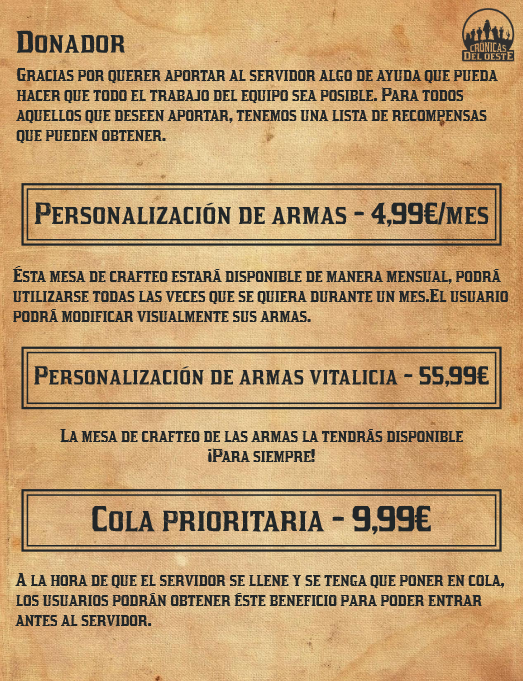 CRÓNICAS
DEL OESTE
DONADOR
GRACIAS POR QUERER APORTAR AL SERVIDOR ALGO DE AYUDA QUE PUEDA
HACER QUE TODO EL TRABAJO DEL EQUIPO SEA POSIBLE. PARA TODOS
AQUELLOS QUE DESEEN APORTAR, TENEMOS UNA LISTA DE RECOMPENSAS
QUE PUEDEN OBTENER.
PERSONALIZACIÓN DE ARMAS - 4,99€/MES
ÉSTA MESA DE CRAFTEO ESTARÁ DISPONIBLE DE MANERA MENSUAL, PODRÁ
UTILIZARSE TODAS LAS VECES QUE SE QUIERA DURANTE UN MES.EL USUARIO
PODRÁ MODIFICAR VISUALMENTE SUS ARMAS.
PERSONALIZACIÓN DE ARMAS VITALICIA - 55,99€
LA MESA DE CRAFTEO DE LAS ARMAS LA TENDRÁS DISPONIBLE
¡PARA SIEMPRE!
COLA PRIORITARIA - 9,99€
A LA HORA DE QUE EL SERVIDOR SE LLENE Y SE TENGA QUE PONER EN COLA,
LOS USUARIOS PODRÁN OBTENER ÉSTE BENEFICIO PARA PODER ENTRAR
ANTES AL SERVIDOR.